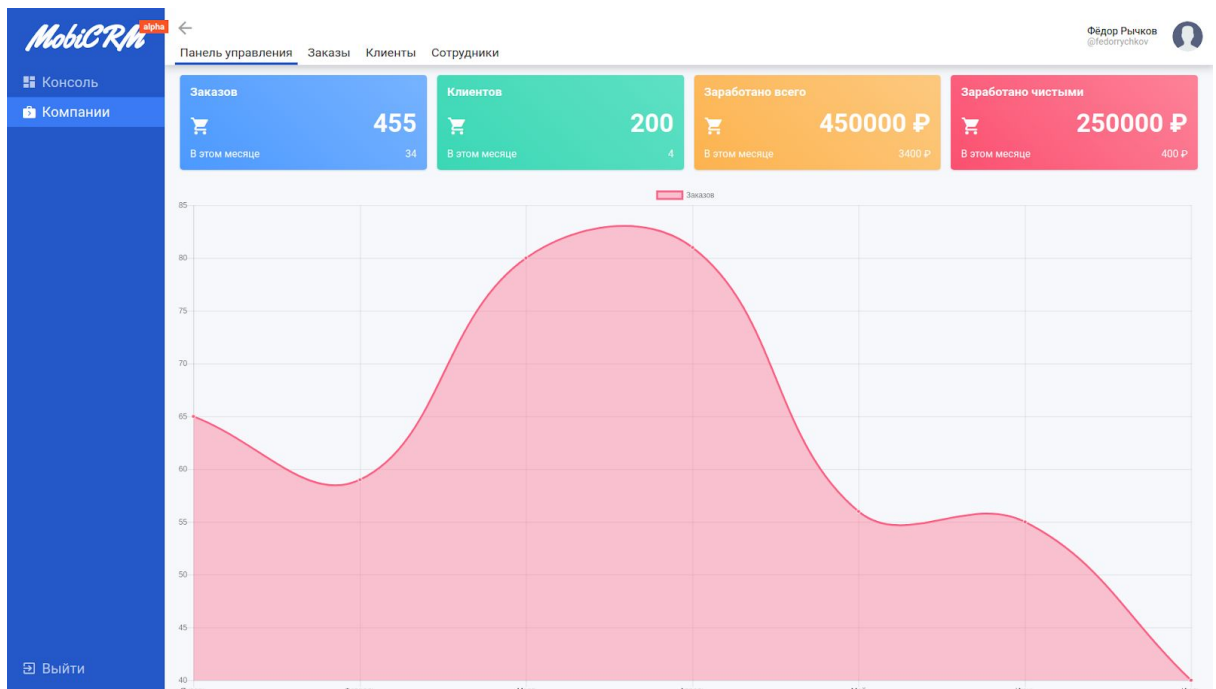 MobiCRM alpha
Фёдор Рычков
@fedorrychkov
Панель управления Заказы Клиенты Сотрудники
Консоль
Компании
Выйти
Заказов
455
В этом месяце 34
Клиентов
200
В этом месяце 4
Заработано всего
450000 ₽
В этом месяце 3400 ₽
Заработано чистыми
250000 ₽
В этом месяце 400 ₽
Заказов
85
80
75
70
65
60
55
50
45
40